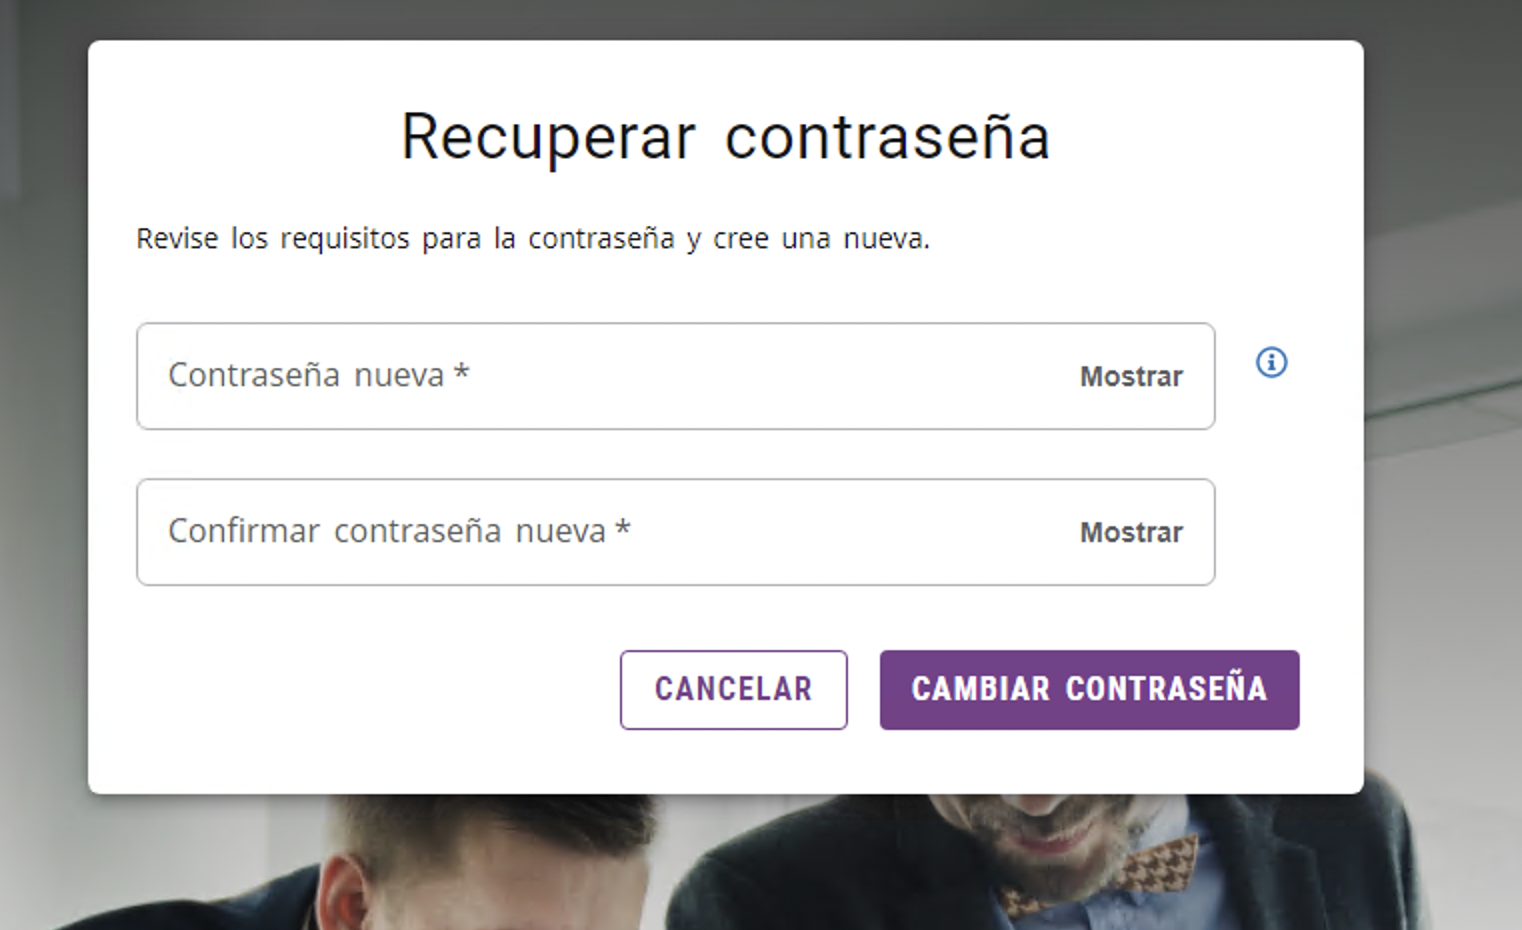 Recuperar contraseña
Revise los requisitos para la contraseña y cree una nueva.
Contraseña nueva *
Mostrar
Confirmar contraseña nueva *
Mostrar
CANCELAR
CAMBIAR CONTRASEÑA